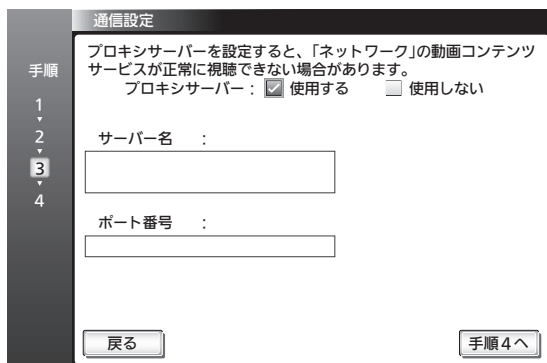 通信設定
手順
1
2
3
4
プロキシサーバーを設定すると、「ネットワーク」の動画コンテンツ
サービスが正常に視聴できない場合があります。
プロキシサーバー： 使用する 使用しない
サーバー名 ：
ポート番号 ：
戻る
手順4へ